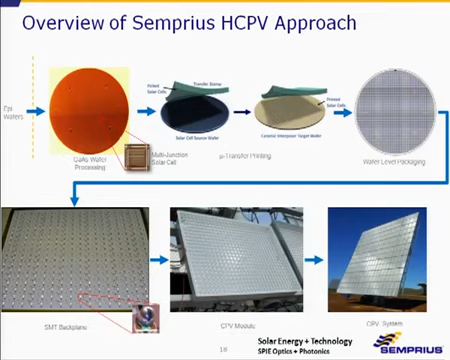 Overview of Semprius HCPV Approach
Epi
Wafers
GaAs Wafer
Processing
Multi-Junction
Solar Cell
Picked
Solar Cells
Transfer Stamp
Solar Cell Source Wafer
Printed
Solar Cells
Ceramic Interposer Target Wafer
µ-Transfer Printing
Wafer Level Packaging
SMT Backplane
CPV Module
CPV System
18
Solar Energy + Technology
SPIE Optics + Photonics
SEMPRIUS